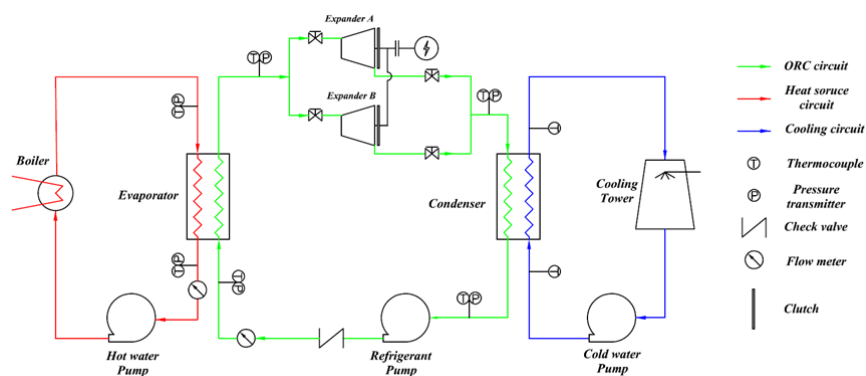 Expander A
Expander B
T P
T P
T P
T P
T P
T P
T
T
Boiler
Evaporator
Condenser
Cooling
Tower
Hot water
Pump
Refrigerant
Pump
Cold water
Pump
ORC circuit
Heat soruce
circuit
Cooling circuit
T
Thermocouple
P
Pressure
transmitter
Check valve
Flow meter
Clutch